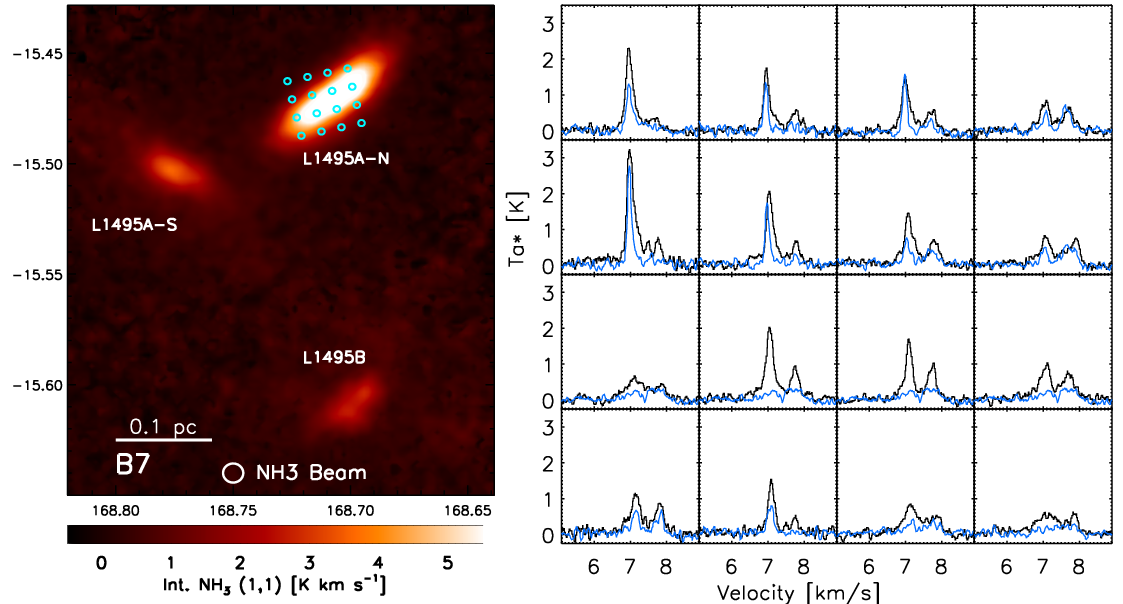 −15.45
−15.50
−15.55
−15.60
L1495A−N
L1495A−S
L1495B
0.1 pc
B7
NH3 Beam
168.80 168.75 168.70 168.65
0 1 2 3 4 5
Int. NH₃ (1,1) [K km s⁻¹]
Ta* [K]
3
2
1
0
3
2
1
0
3
2
1
0
3
2
1
0
6 7 8 6 7 8 6 7 8 6 7 8
Velocity [km/s]